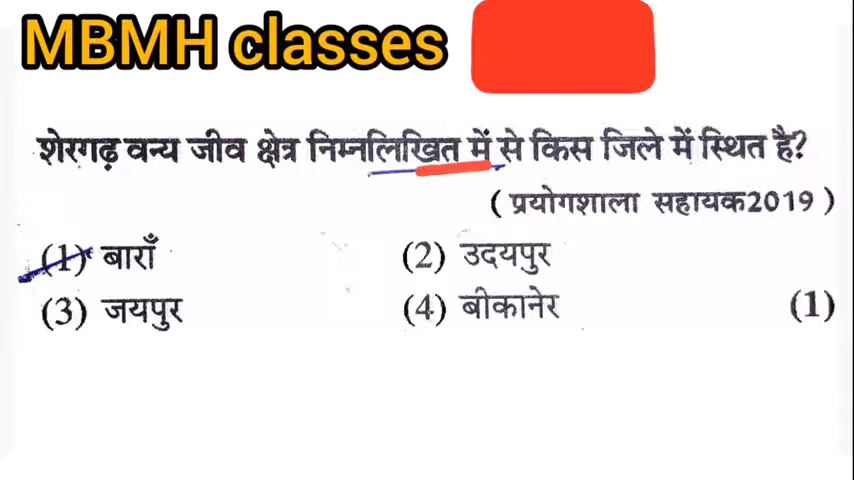 MBMH classes
शेरगढ़ वन्य जीव क्षेत्र निम्नलिखित में से किस जिले में स्थित है?
( प्रयोगशाला सहायक2019 )
(1) बाराँ (2) उदयपुर
(3) जयपुर (4) बीकानेर (1)